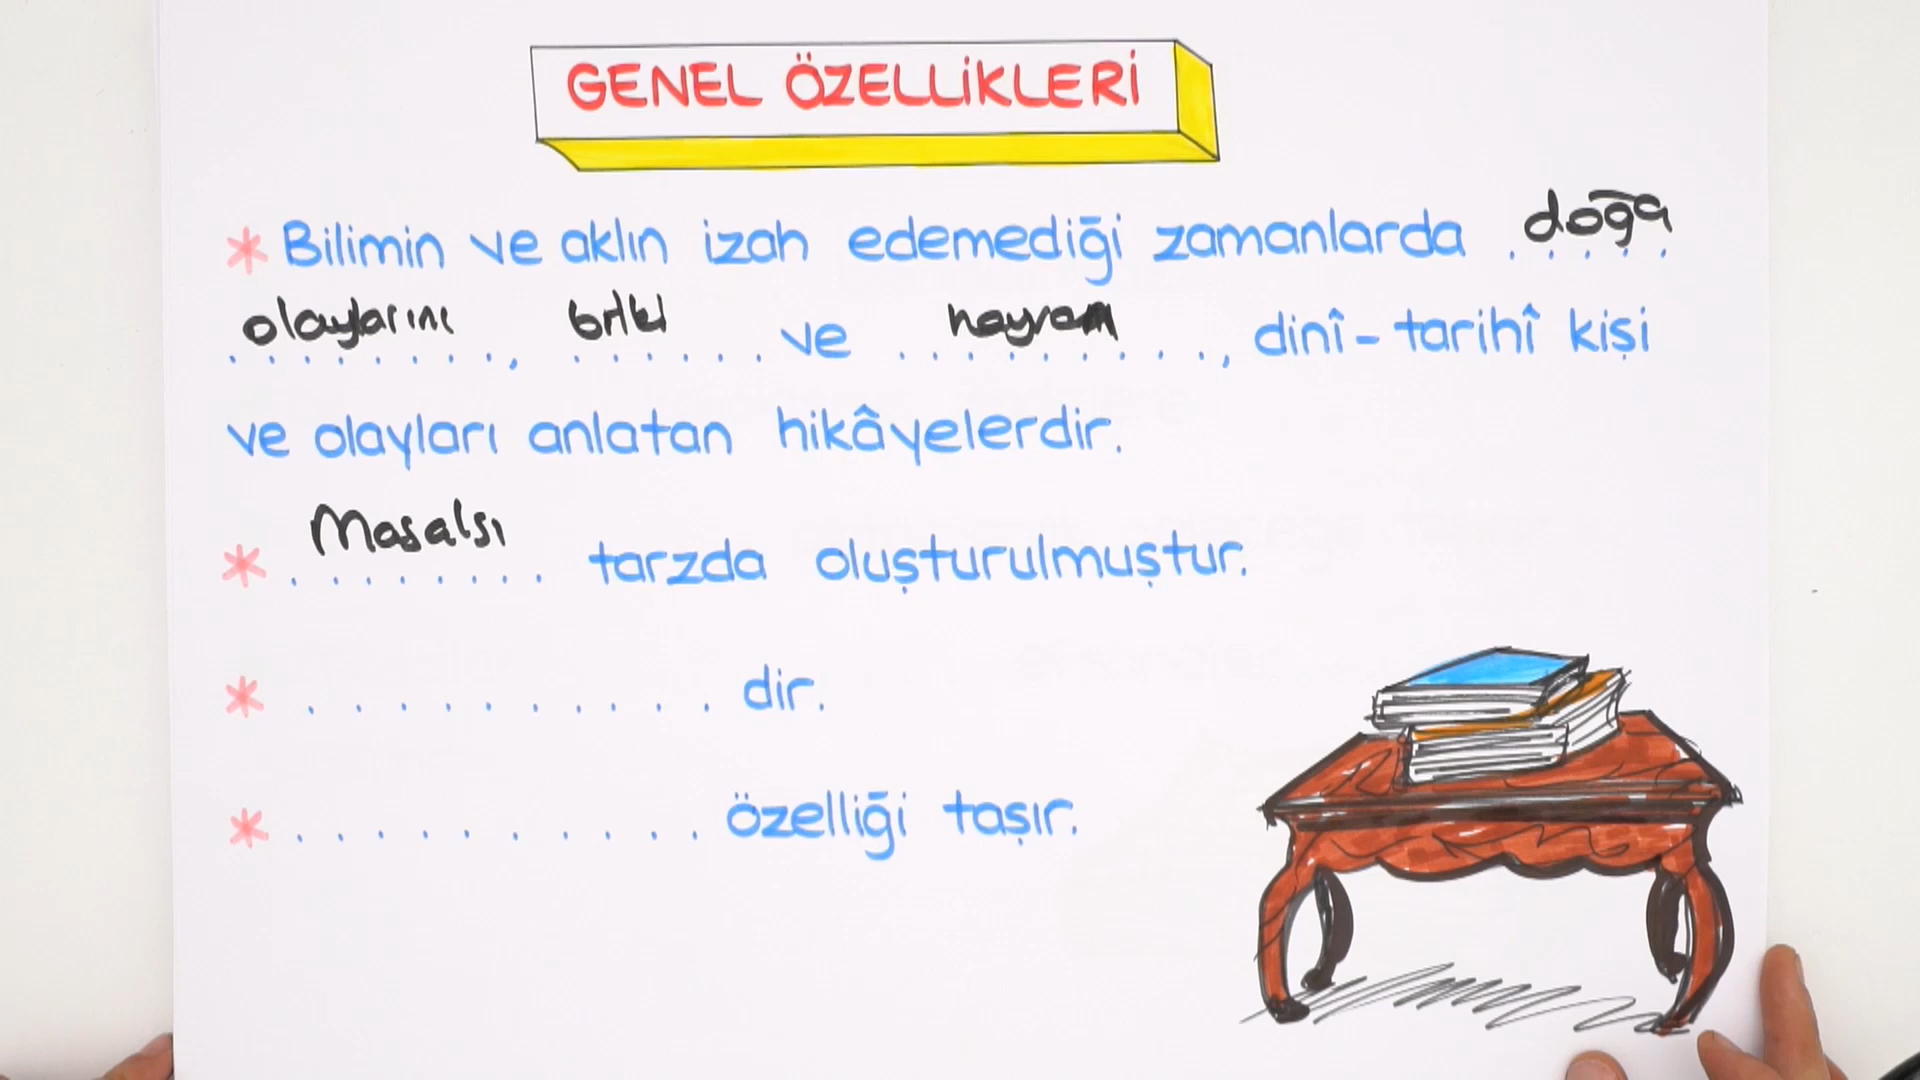 GENEL ÖZELLİKLERİ
* Bilimin ve aklın izah edemediği zamanlarda doğa
olaylarını, bitki ve hayvan, dinî-tarihî kişi
ve olayları anlatan hikâyelerdir.
* Masalsı tarzda oluşturulmuştur.
* . . . . . . . . . . . dir.
* . . . . . . . . . . özelliği taşır.